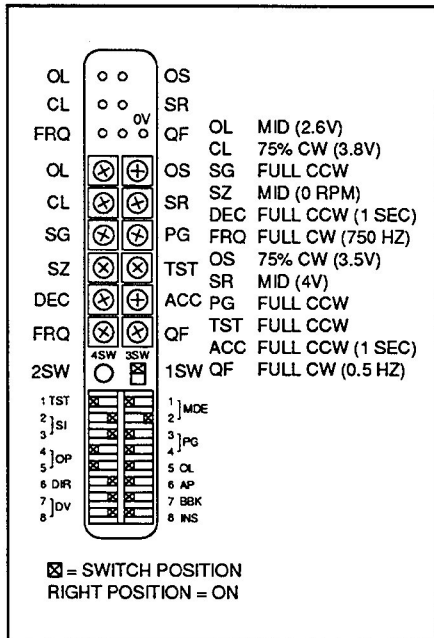 OL OS
CL SR
0V
FRQ QF
OL OS
CL SR
SG PG
SZ TST
DEC ACC
FRQ QF
4SW 3SW
2SW 1SW
OL MID (2.6V)
CL 75% CW (3.8V)
SG FULL CCW
SZ MID (0 RPM)
DEC FULL CCW (1 SEC)
FRQ FULL CW (750 HZ)
OS 75% CW (3.5V)
SR MID (4V)
PG FULL CCW
TST FULL CCW
ACC FULL CCW (1 SEC)
QF FULL CW (0.5 HZ)
1 TST 1
2 ]SI 2 ]MDE
3 3
4 ]OP 4 ]PG
5 5 OL
6 DIR 6 AP
7 ]DV 7 BBK
8 8 INS
= SWITCH POSITION
RIGHT POSITION = ON